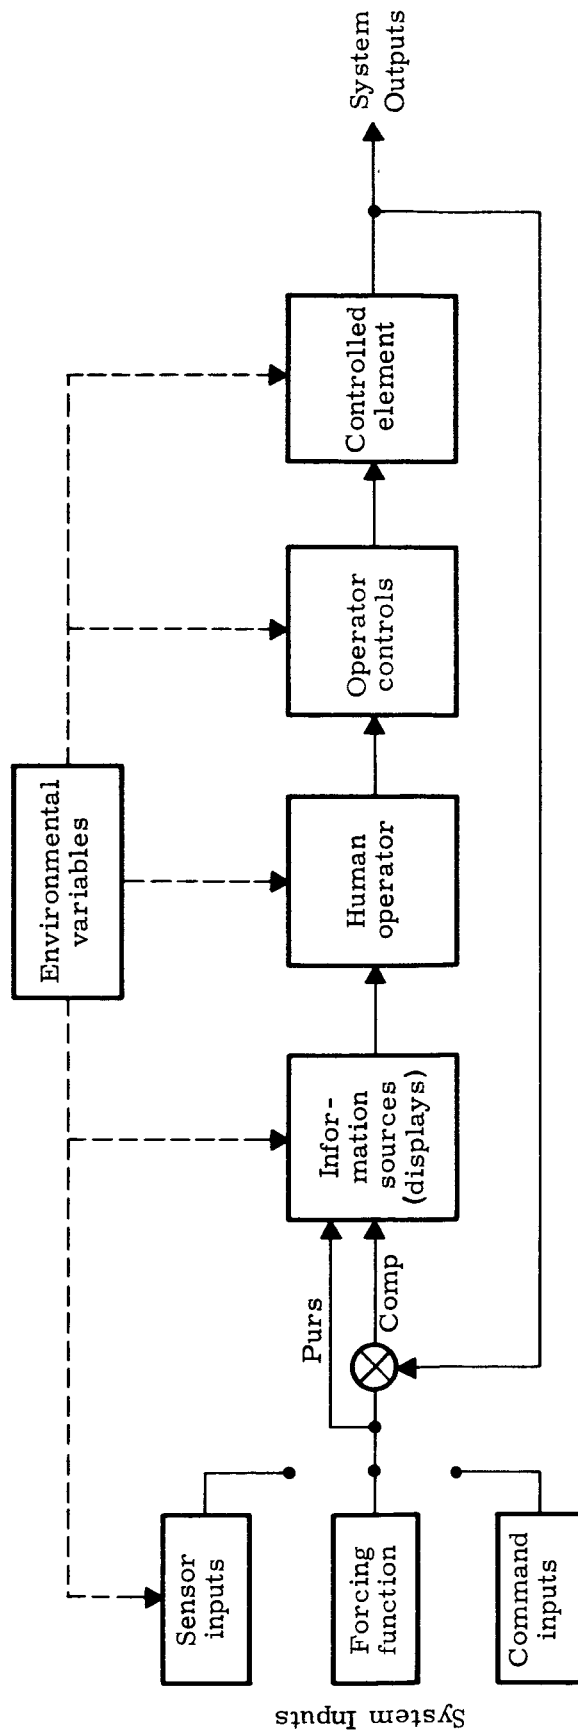 System Inputs
Sensor
inputs
Forcing
function
Command
inputs
Purs
Comp
Environmental
variables
Infor-
mation
sources
(displays)
Human
operator
Operator
controls
Controlled
element
System
Outputs